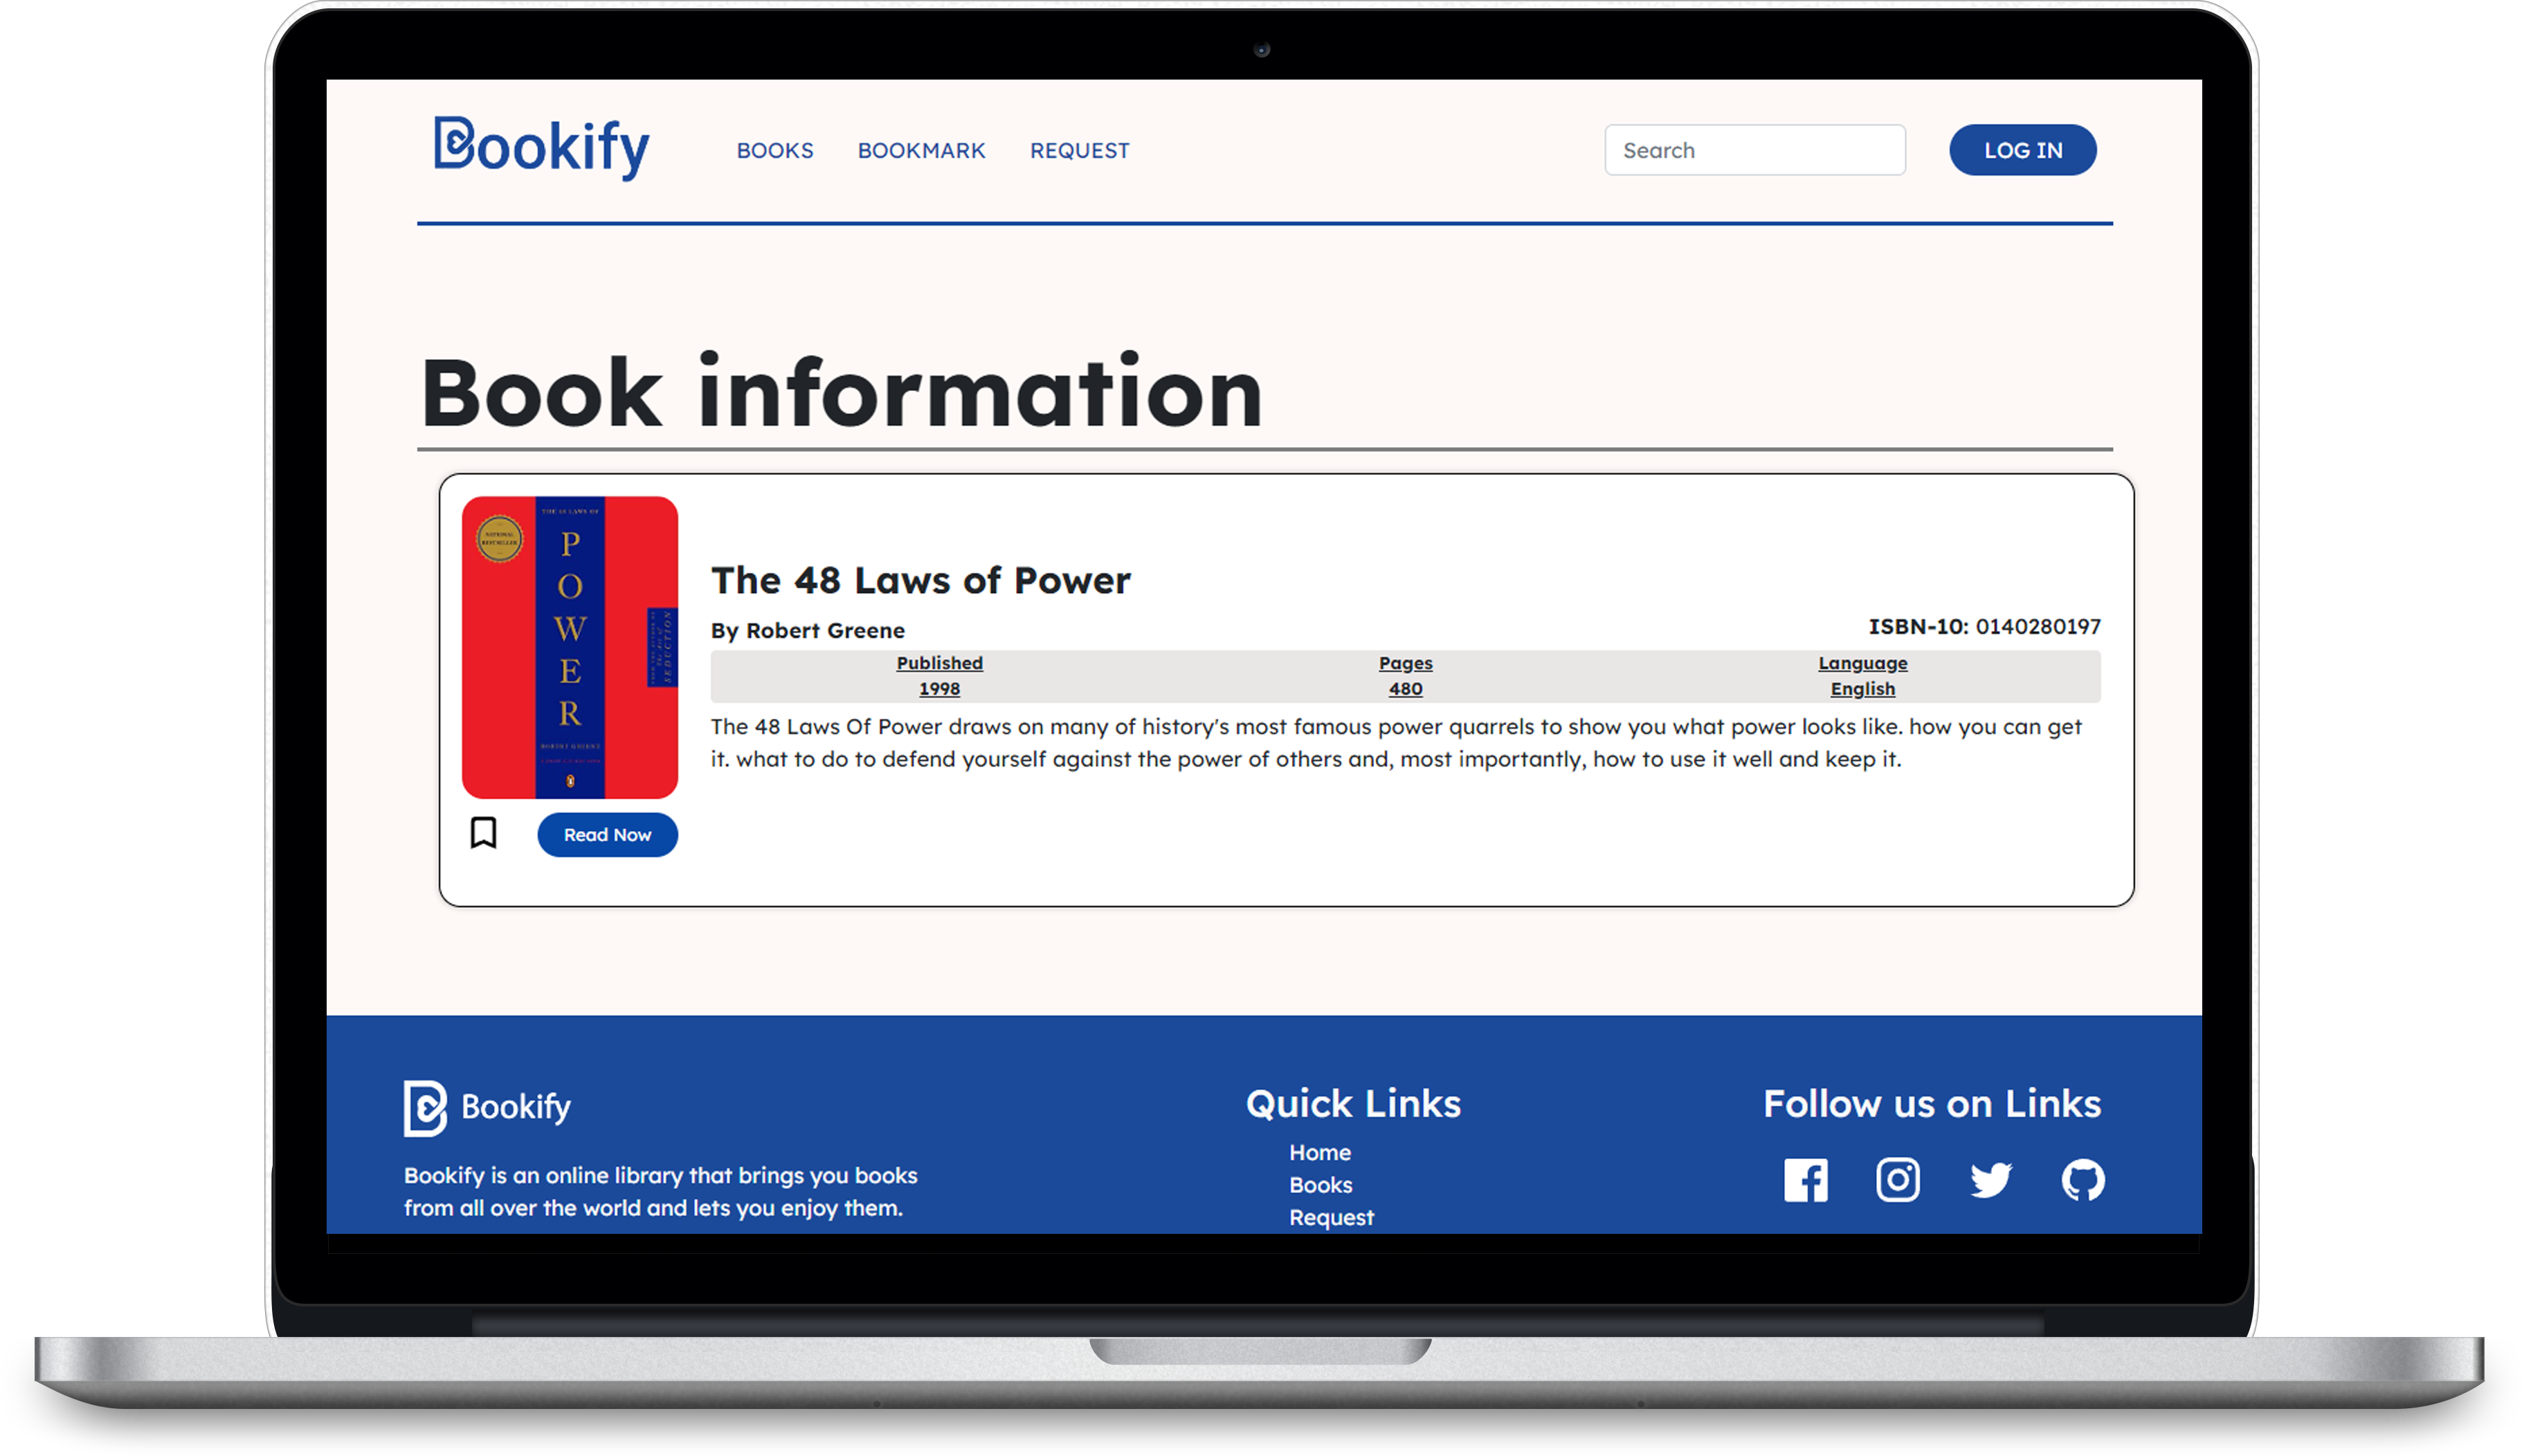 Bookify
BOOKS BOOKMARK REQUEST
Search
LOG IN
Book information
THE 48 LAWS OF
NATIONAL
BESTSELLER
P
O
W
E
R
SEDUCTION
ROBERT GREENE
The 48 Laws of Power
By Robert Greene
ISBN-10: 0140280197
Published Pages Language
1998 480 English
The 48 Laws Of Power draws on many of history's most famous power quarrels to show you what power looks like. how you can get
it. what to do to defend yourself against the power of others and, most importantly, how to use it well and keep it.
Read Now
Bookify
Bookify is an online library that brings you books
from all over the world and lets you enjoy them.
Quick Links
Home
Books
Request
Follow us on Links